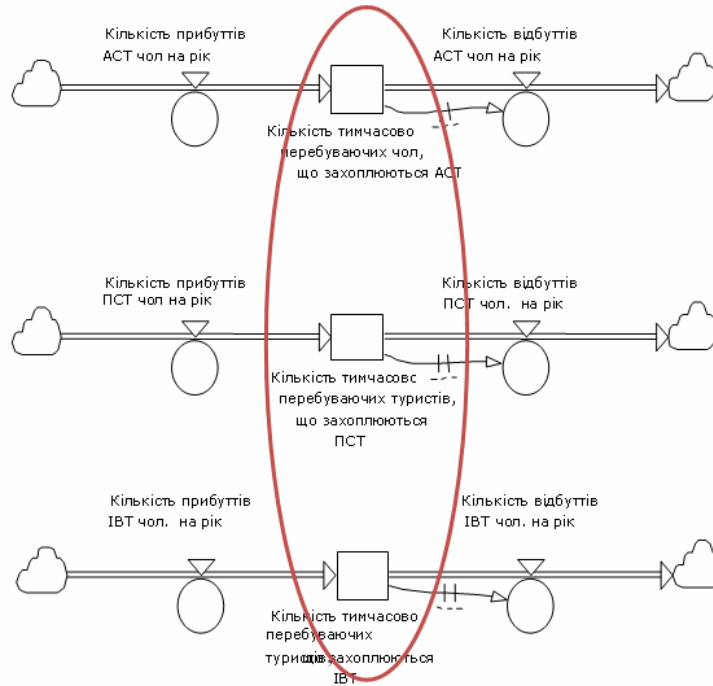 Кількість прибуттів
АСТ чол на рік
Кількість відбуттів
АСТ чол на рік
Кількість тимчасово
перебуваючих чол,
що захоплюються АСТ
Кількість прибуттів
ПСТ чол на рік
Кількість відбуттів
ПСТ чол. на рік
Кількість тимчасово
перебуваючих туристів,
що захоплюються
ПСТ
Кількість прибуттів
ІВТ чол. на рік
Кількість відбуттів
ІВТ чол. на рік
Кількість тимчасово
перебуваючих
захоплюються
ІВТ